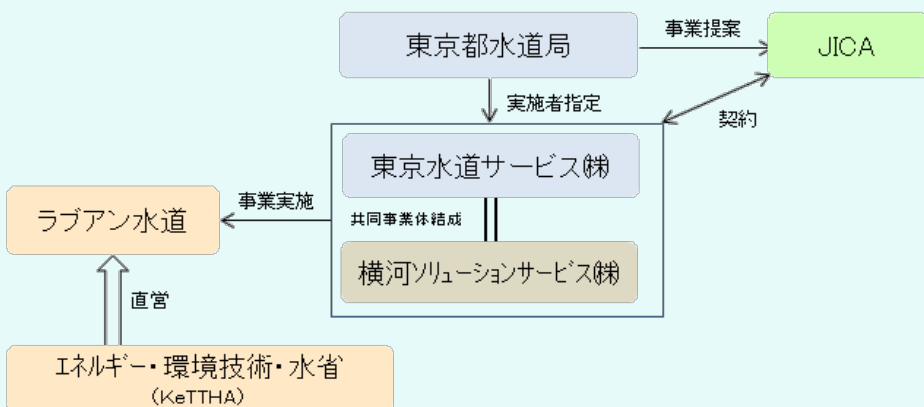 東京都水道局
事業提案
JICA
実施者指定
契約
東京水道サービス㈱
共同事業体結成
横河ソリューションサービス㈱
事業実施
ラブアン水道
直営
エネルギー・環境技術・水省
(KeTTHA)